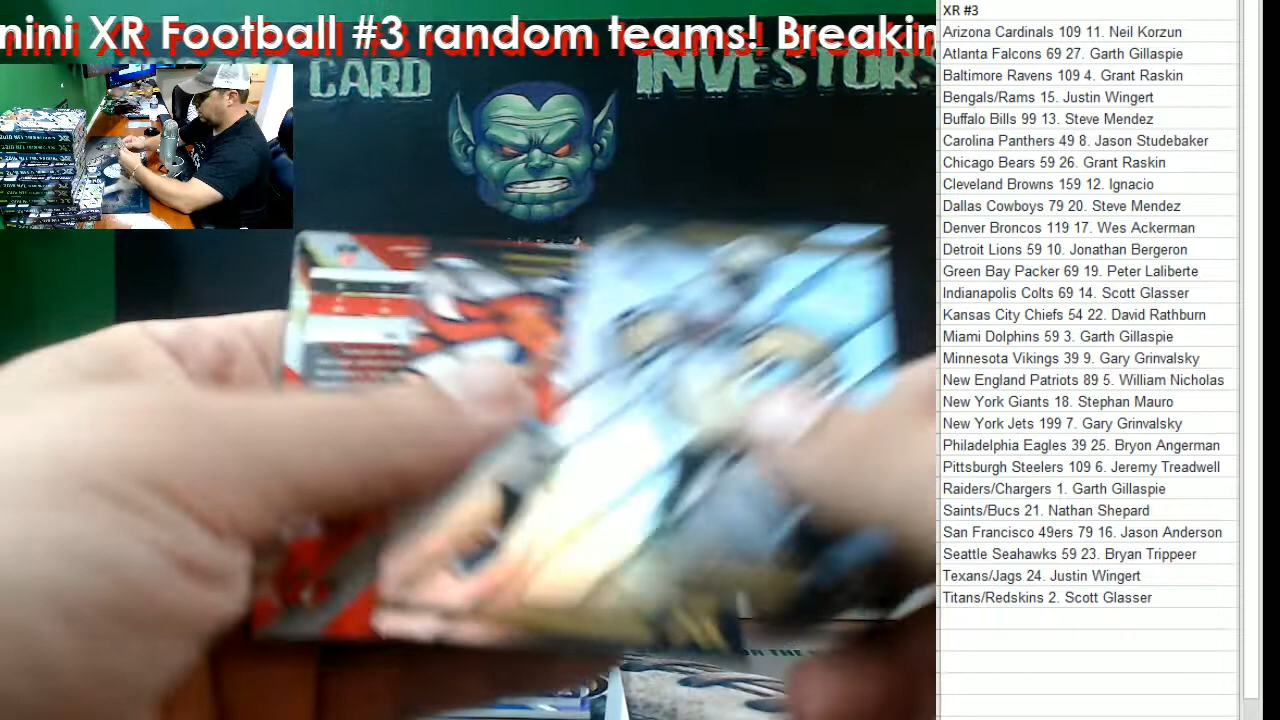 nini XR Football #3 random teams! Breakin
CARD
INVESTORS
XR #3
Arizona Cardinals 109 11. Neil Korzun
Atlanta Falcons 69 27. Garth Gillaspie
Baltimore Ravens 109 4. Grant Raskin
Bengals/Rams 15. Justin Wingert
Buffalo Bills 99 13. Steve Mendez
Carolina Panthers 49 8. Jason Studebaker
Chicago Bears 59 26. Grant Raskin
Cleveland Browns 159 12. Ignacio
Dallas Cowboys 79 20. Steve Mendez
Denver Broncos 119 17. Wes Ackerman
Detroit Lions 59 10. Jonathan Bergeron
Green Bay Packer 69 19. Peter Laliberte
Indianapolis Colts 69 14. Scott Glasser
Kansas City Chiefs 54 22. David Rathburn
Miami Dolphins 59 3. Garth Gillaspie
Minnesota Vikings 39 9. Gary Grinvalsky
New England Patriots 89 5. William Nicholas
New York Giants 18. Stephan Mauro
New York Jets 199 7. Gary Grinvalsky
Philadelphia Eagles 39 25. Bryon Angerman
Pittsburgh Steelers 109 6. Jeremy Treadwell
Raiders/Chargers 1. Garth Gillaspie
Saints/Bucs 21. Nathan Shepard
San Francisco 49ers 79 16. Jason Anderson
Seattle Seahawks 59 23. Bryan Trippeer
Texans/Jags 24. Justin Wingert
Titans/Redskins 2. Scott Glasser